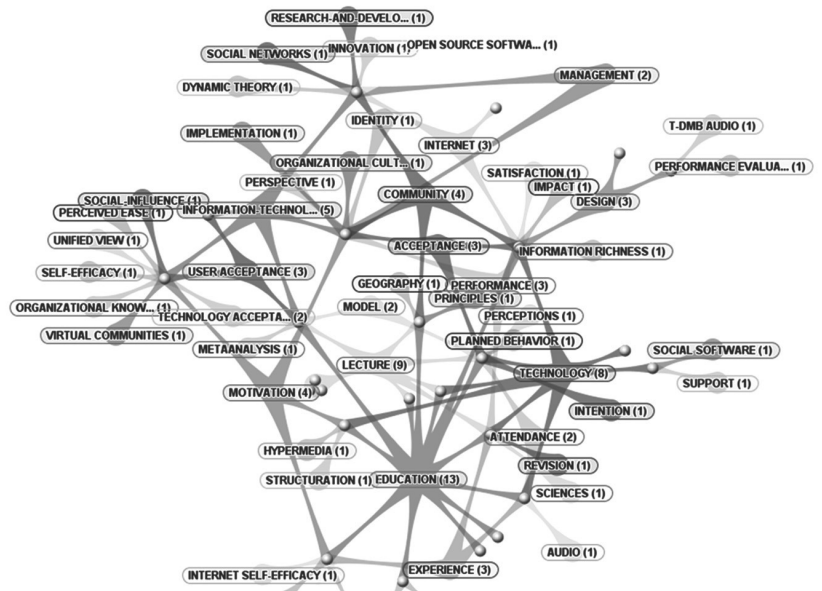 RESEARCH-AND-DEVELO... (1)
SOCIAL NETWORKS (1)
INNOVATION (1)
OPEN SOURCE SOFTWA... (1)
DYNAMIC THEORY (1)
MANAGEMENT (2)
IDENTITY (1)
IMPLEMENTATION (1)
INTERNET (3)
T-DMB AUDIO (1)
ORGANIZATIONAL CULT... (1)
SATISFACTION (1)
PERFORMANCE EVALUA... (1)
PERSPECTIVE (1)
IMPACT (1)
COMMUNITY (4)
SOCIAL-INFLUENCE (1)
DESIGN (3)
PERCEIVED EASE (1)
INFORMATION-TECHNOL... (5)
UNIFIED VIEW (1)
ACCEPTANCE (3)
INFORMATION RICHNESS (1)
SELF-EFFICACY (1)
USER ACCEPTANCE (3)
GEOGRAPHY (1)
PERFORMANCE (3)
PRINCIPLES (1)
ORGANIZATIONAL KNOW... (1)
MODEL (2)
TECHNOLOGY ACCEPTA... (2)
PERCEPTIONS (1)
VIRTUAL COMMUNITIES (1)
PLANNED BEHAVIOR (1)
METAANALYSIS (1)
SOCIAL SOFTWARE (1)
LECTURE (9)
TECHNOLOGY (8)
SUPPORT (1)
MOTIVATION (4)
INTENTION (1)
ATTENDANCE (2)
HYPERMEDIA (1)
REVISION (1)
STRUCTURATION (1)
EDUCATION (13)
SCIENCES (1)
AUDIO (1)
EXPERIENCE (3)
INTERNET SELF-EFFICACY (1)